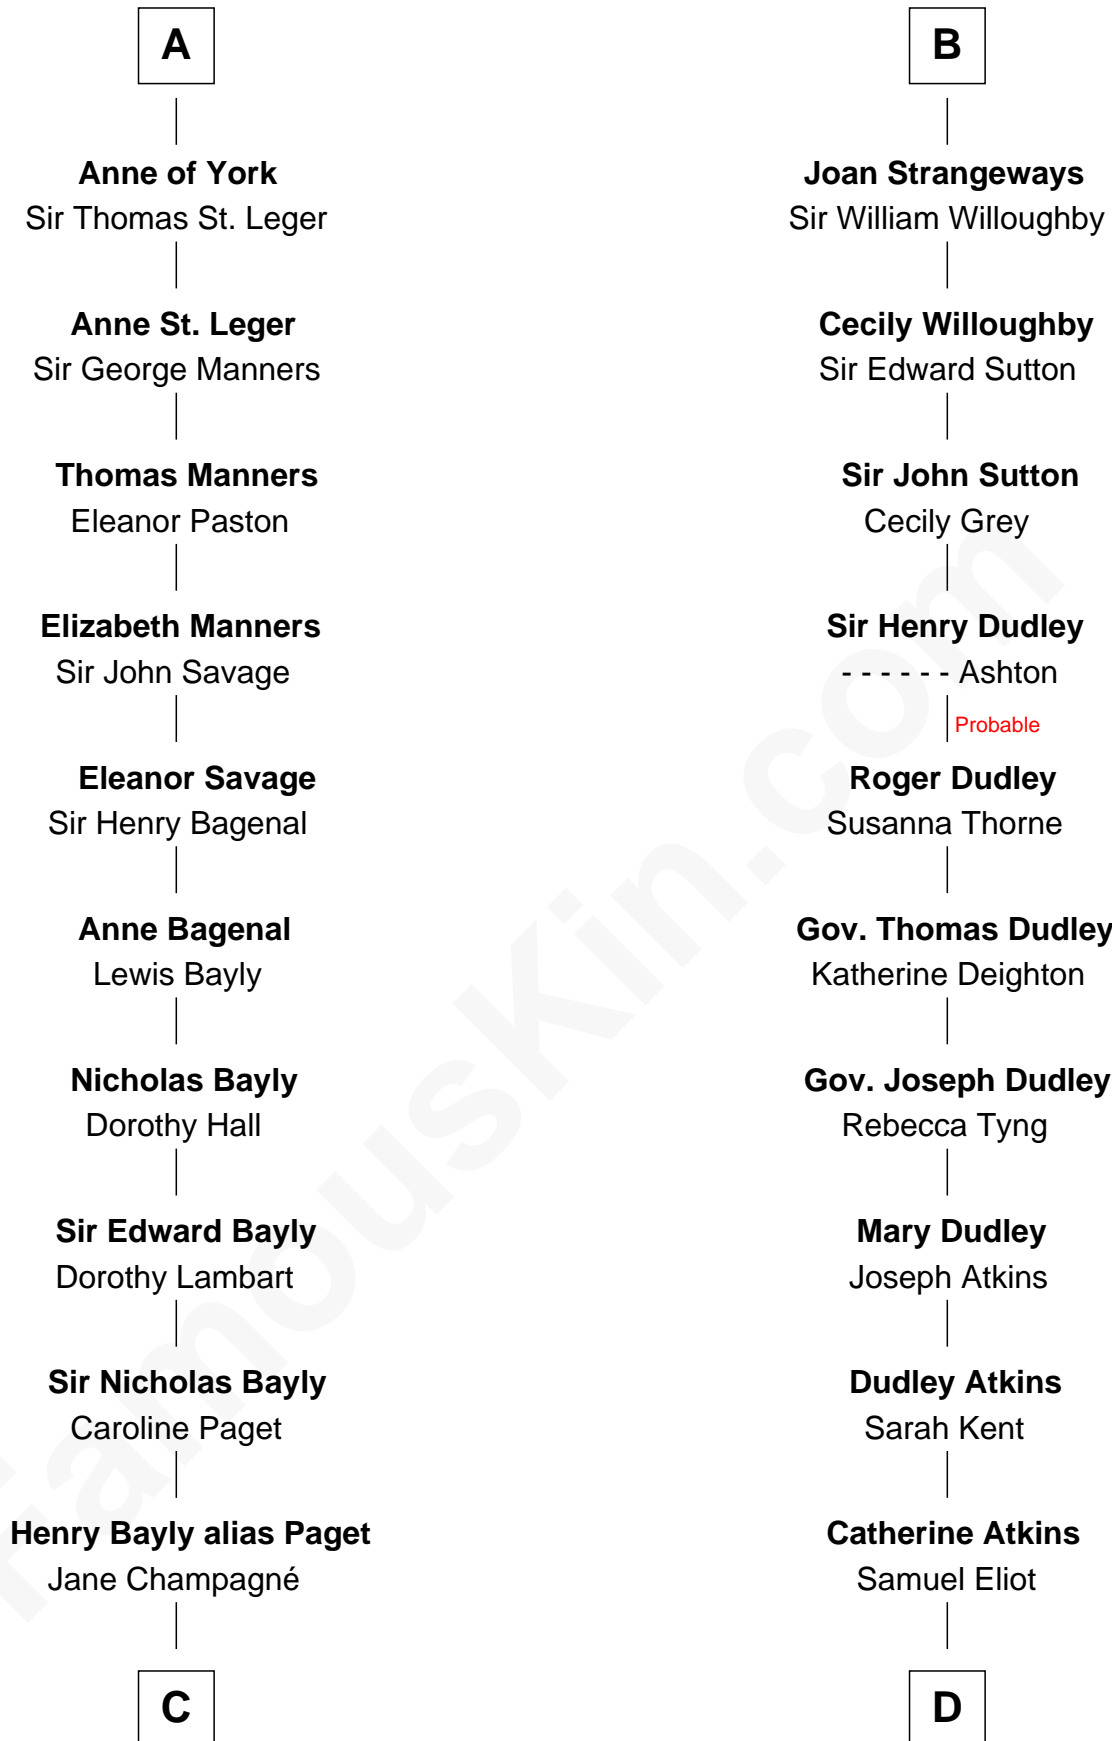 A
Anne of York
Sir Thomas St. Leger
Anne St. Leger
Sir George Manners
Thomas Manners
Eleanor Paston
Elizabeth Manners
Sir John Savage
Eleanor Savage
Sir Henry Bagenal
Anne Bagenal
Lewis Bayly
Nicholas Bayly
Dorothy Hall
Sir Edward Bayly
Dorothy Lambart
Sir Nicholas Bayly
Caroline Paget
Henry Bayly alias Paget
Jane Champagné
C
B
Joan Strangeways
Sir William Willoughby
Cecily Willoughby
Sir Edward Sutton
Sir John Sutton
Cecily Grey
Sir Henry Dudley
- - - - - - Ashton
Probable
Roger Dudley
Susanna Thorne
Gov. Thomas Dudley
Katherine Deighton
Gov. Joseph Dudley
Rebecca Tyng
Mary Dudley
Joseph Atkins
Dudley Atkins
Sarah Kent
Catherine Atkins
Samuel Eliot
D
FamousKin.com